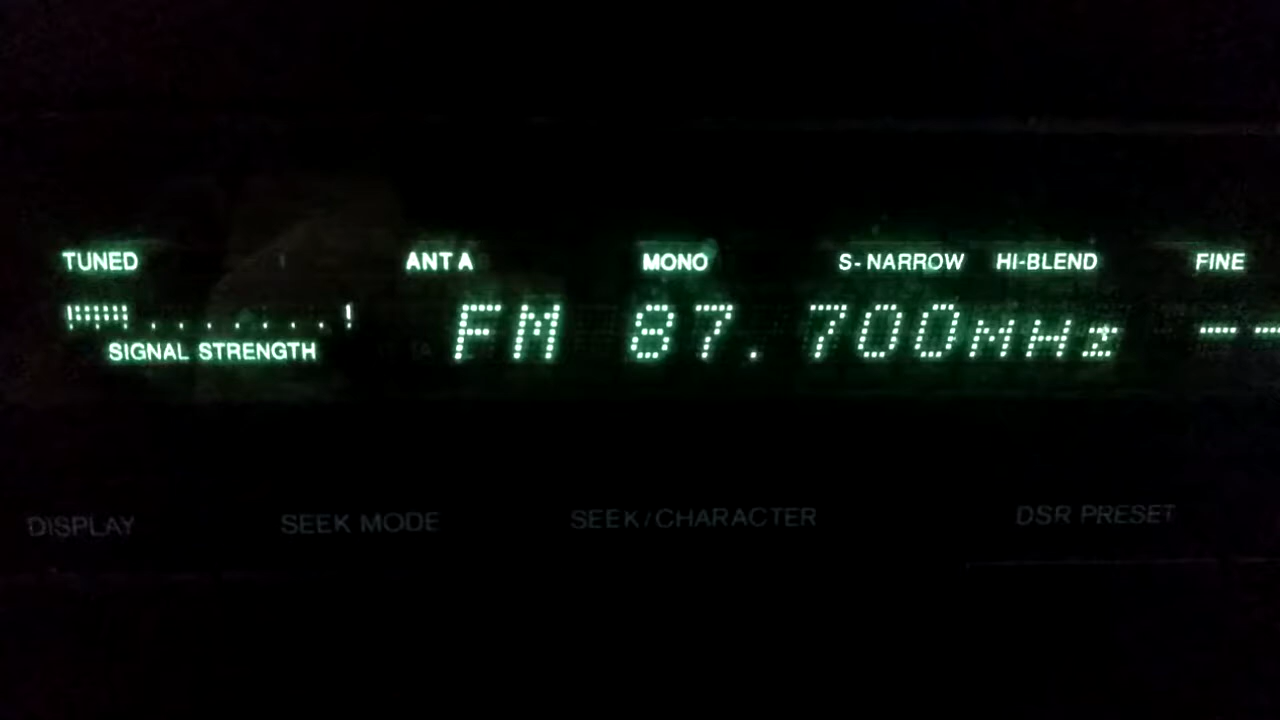 TUNED ANT A MONO S-NARROW HI-BLEND FINE
FM 87.700MHz --
SIGNAL STRENGTH
DISPLAY SEEK MODE SEEK/CHARACTER DSR PRESET